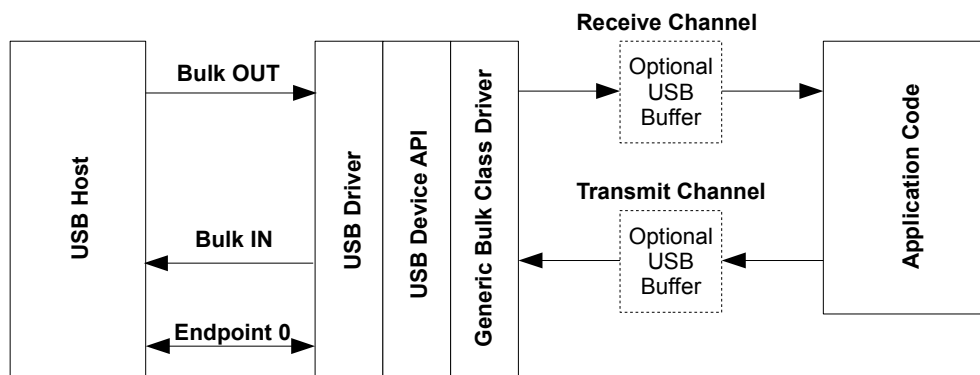 Receive Channel
Bulk OUT
Optional
USB
Buffer
USB Host
USB Driver
USB Device API
Generic Bulk Class Driver
Application Code
Transmit Channel
Bulk IN
Optional
USB
Buffer
Endpoint 0